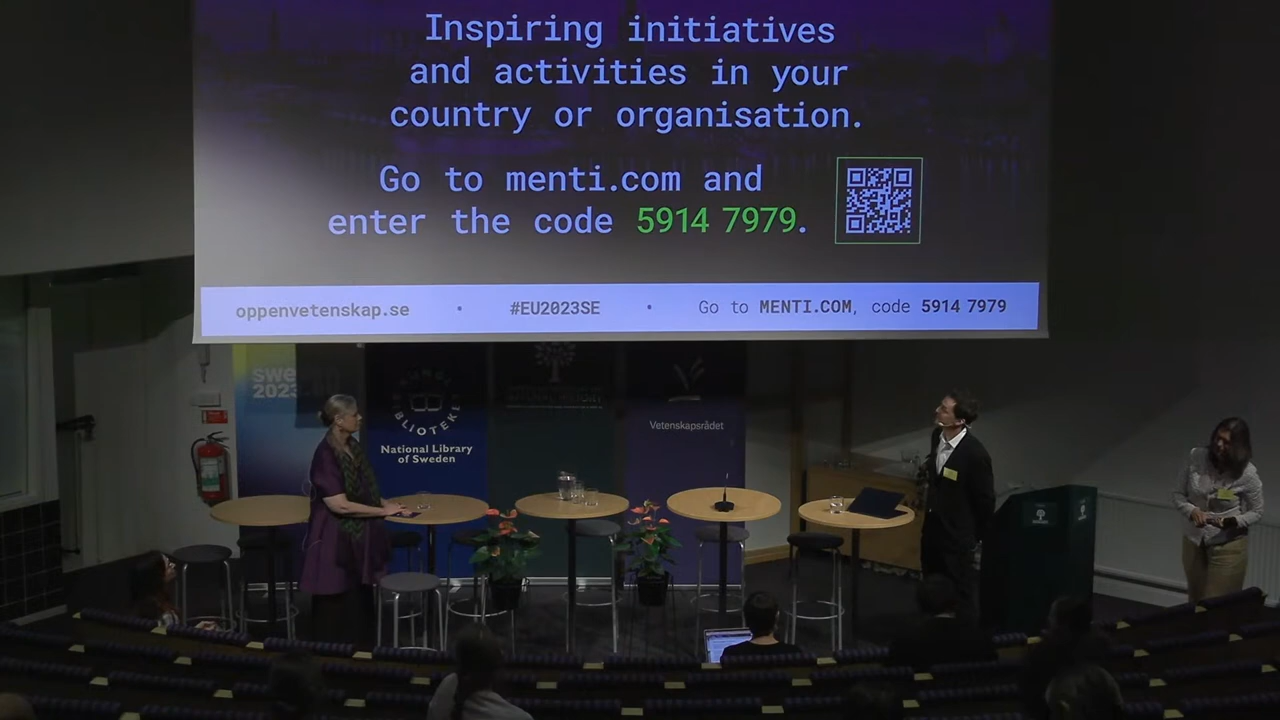 Inspiring initiatives
and activities in your
country or organisation.
Go to menti.com and
enter the code 5914 7979.
oppenvetenskap.se • #EU2023SE • Go to MENTI.COM, code 5914 7979
2023
National Library
of Sweden
Vetenskapsrådet